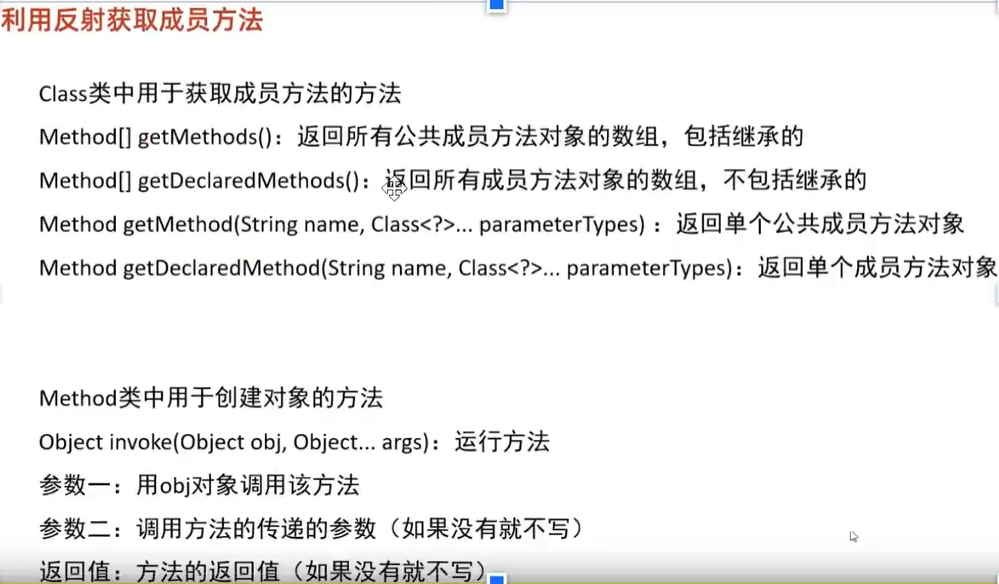 利用反射获取成员方法
Class类中用于获取成员方法的方法
Method[] getMethods()：返回所有公共成员方法对象的数组，包括继承的
Method[] getDeclaredMethods()：返回所有成员方法对象的数组，不包括继承的
Method getMethod(String name, Class<?>... parameterTypes) ：返回单个公共成员方法对象
Method getDeclaredMethod(String name, Class<?>... parameterTypes)：返回单个成员方法对象
Method类中用于创建对象的方法
Object invoke(Object obj, Object... args)：运行方法
参数一：用obj对象调用该方法
参数二：调用方法的传递的参数（如果没有就不写）
返回值：方法的返回值（如果没有就不写）